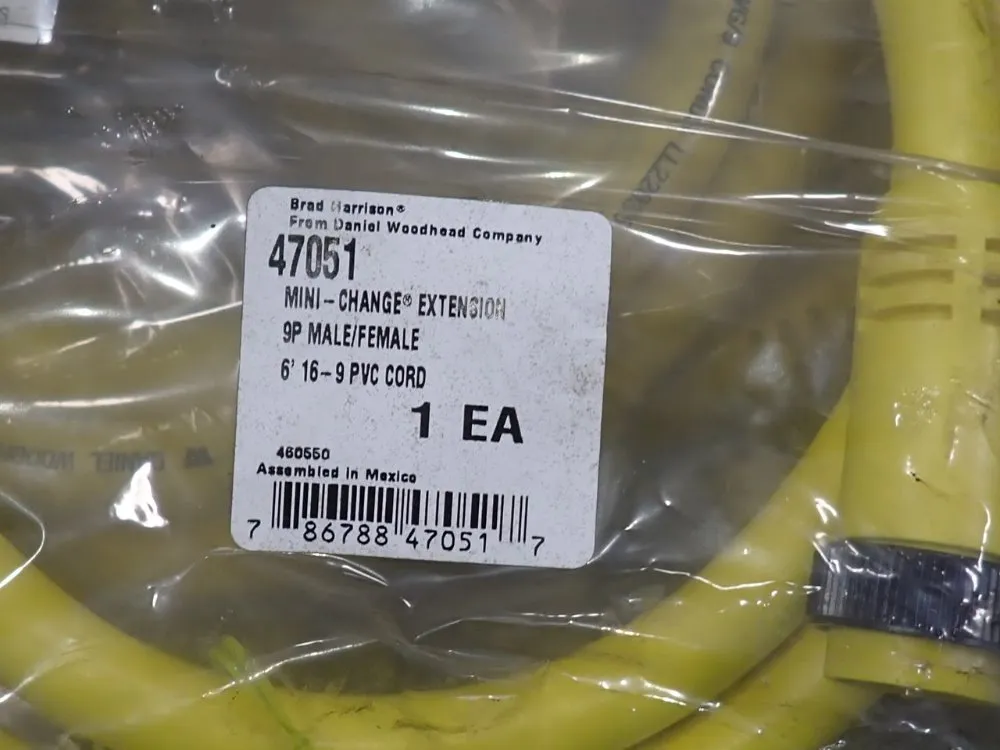 Brad Harrison®
From Daniel Woodhead Company
47051
MINI-CHANGE® EXTENSION
9P MALE/FEMALE
6' 16-9 PVC CORD
1 EA
460550
Assembled in Mexico
7 86788 47051 7